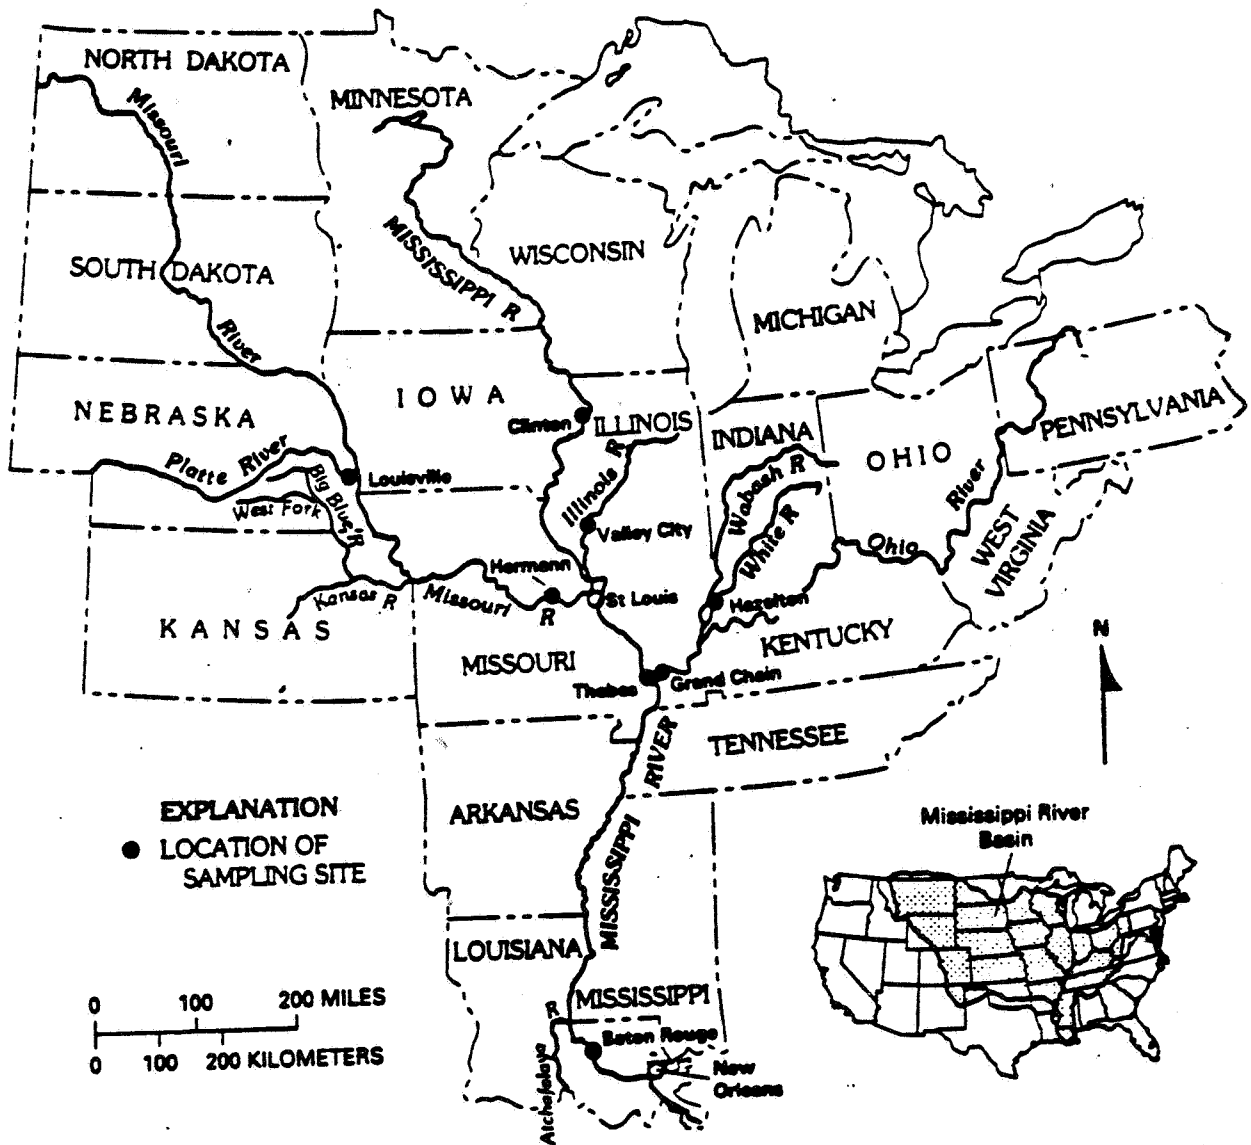 NORTH DAKOTA
MINNESOTA
Missouri
MISSISSIPPI R
WISCONSIN
SOUTH DAKOTA
River
MICHIGAN
NEBRASKA
IOWA
Clinton
ILLINOIS
INDIANA
OHIO
PENNSYLVANIA
Platte River
Louisville
Big Blue R
West Fork
Illinois R
Valley City
Wabash R
White R
Ohio
River
WEST
VIRGINIA
Hermann
Kansas R
Missouri R
St Louis
Hazelton
KANSAS
MISSOURI
KENTUCKY
Thebes
Grand Chain
N
TENNESSEE
MISSISSIPPI RIVER
ARKANSAS
EXPLANATION
LOCATION OF
SAMPLING SITE
Mississippi River
Basin
LOUISIANA
MISSISSIPPI
0 100 200 MILES
0 100 200 KILOMETERS
Atchafalaya R
Baton Rouge
New
Orleans